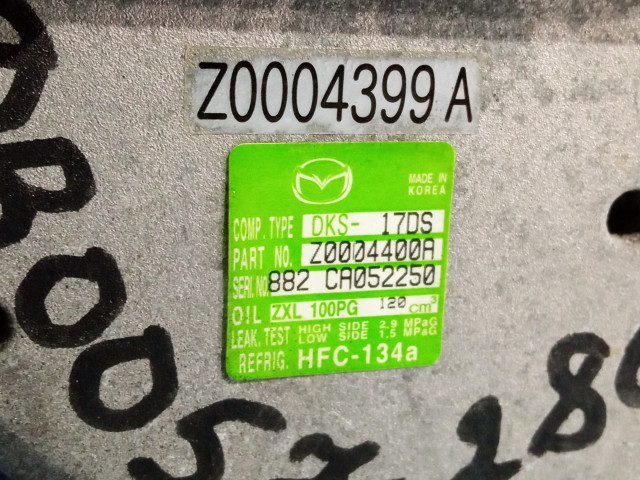 Z0004399A
MADE IN
KOREA
COMP. TYPE DKS- 17DS
PART NO. Z0004400A
SERI. NO. 882 CA052250
OIL ZXL 100PG 120 cm³
LEAK. TEST HIGH SIDE 2.9 MPaG
LOW SIDE 1.5 MPaG
REFRIG. HFC-134a